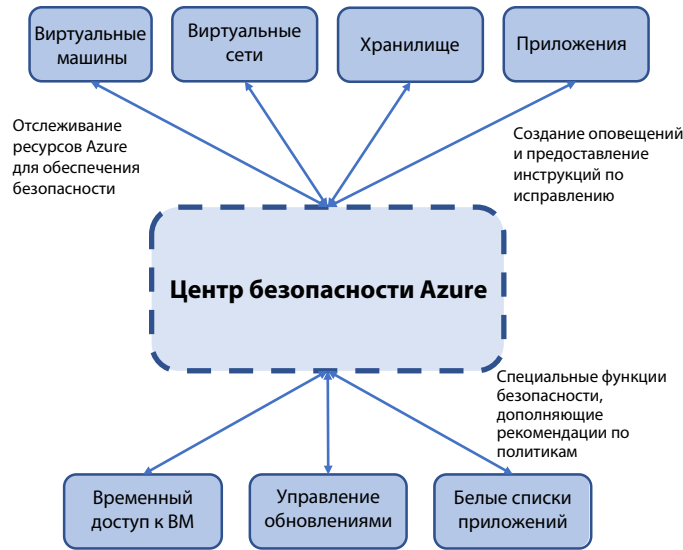 Виртуальные
машины
Виртуальные
сети
Хранилище
Приложения
Отслеживание
ресурсов Azure
для обеспечения
безопасности
Создание оповещений
и предоставление
инструкций по
исправлению
Центр безопасности Azure
Специальные функции
безопасности,
дополняющие
рекомендации по
политикам
Временный
доступ к ВМ
Управление
обновлениями
Белые списки
приложений